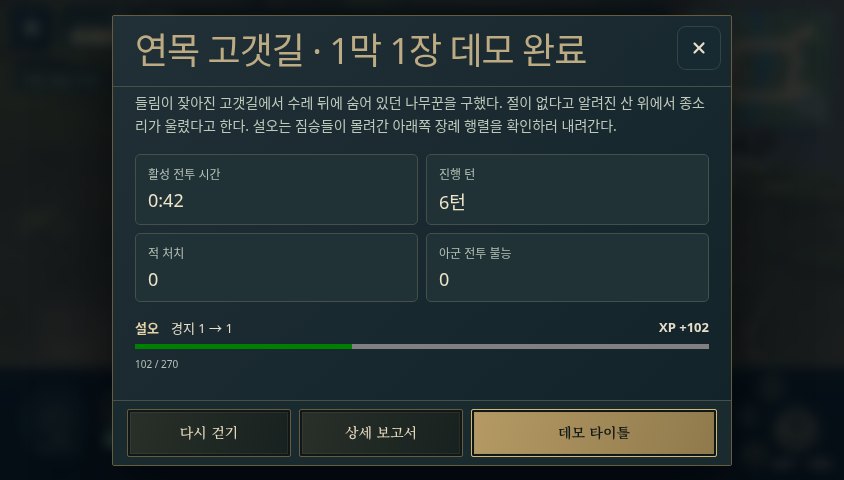 연목 고갯길 · 1막 1장 데모 완료
들림이 잦아진 고갯길에서 수레 뒤에 숨어 있던 나무꾼을 구했다. 절이 없다고 알려진 산 위에서 종소
리가 울렸다고 한다. 설오는 짐승들이 몰려간 아래쪽 장례 행렬을 확인하러 내려간다.
활성 전투 시간
0:42
진행 턴
6턴
적 처치
0
아군 전투 불능
0
설오 경지 1 → 1 XP +102
102 / 270
다시 걷기 상세 보고서 데모 타이틀